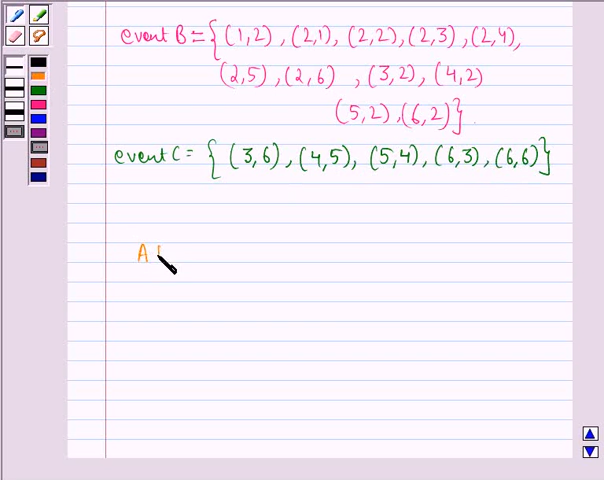 event B = {(1,2), (2,1), (2,2), (2,3), (2,4),
(2,5), (2,6) , (3,2), (4,2)
(5,2), (6,2)}
event C = { (3,6), (4,5), (5,4), (6,3), (6,6)}
A